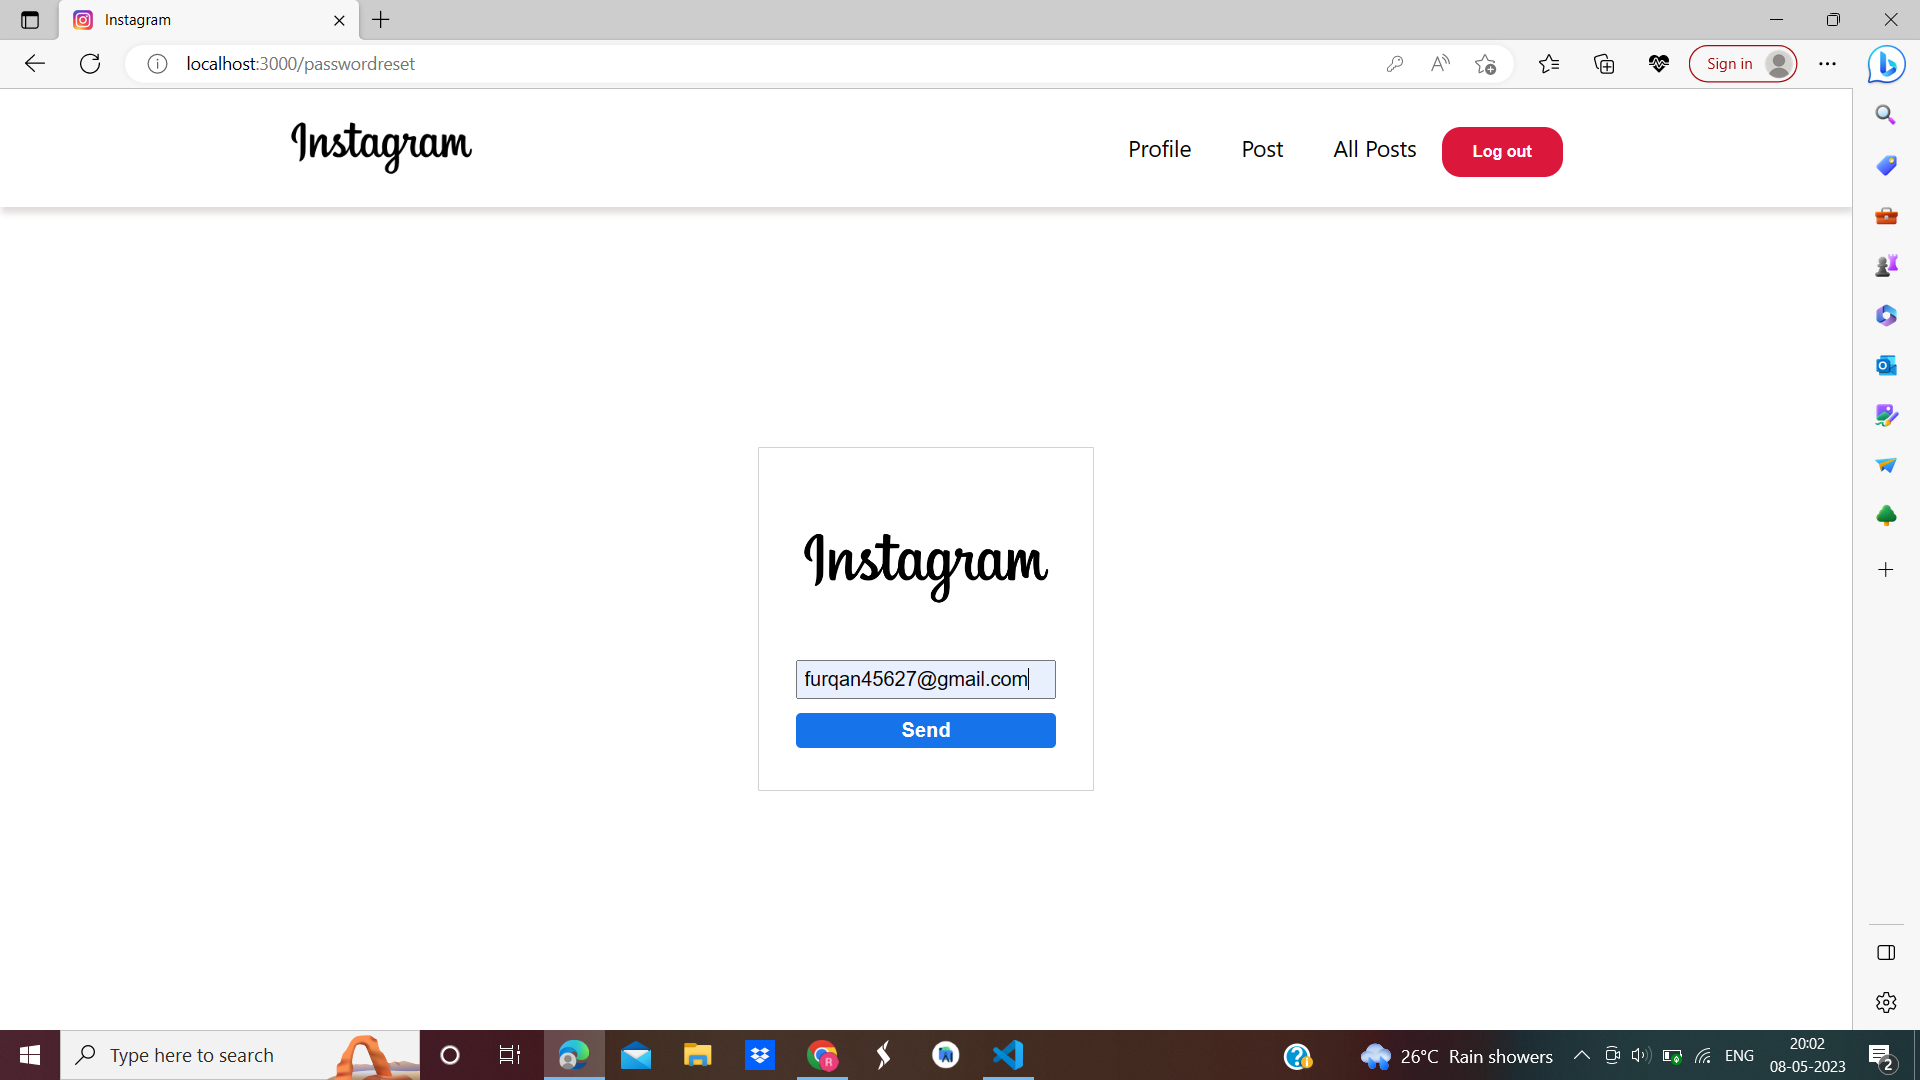 Instagram
localhost:3000/passwordreset
Sign in
Instagram
Profile
Post
All Posts
Log out
Instagram
furqan45627@gmail.com
Send
Type here to search
R
26°C Rain showers
ENG
20:02
08-05-2023
2